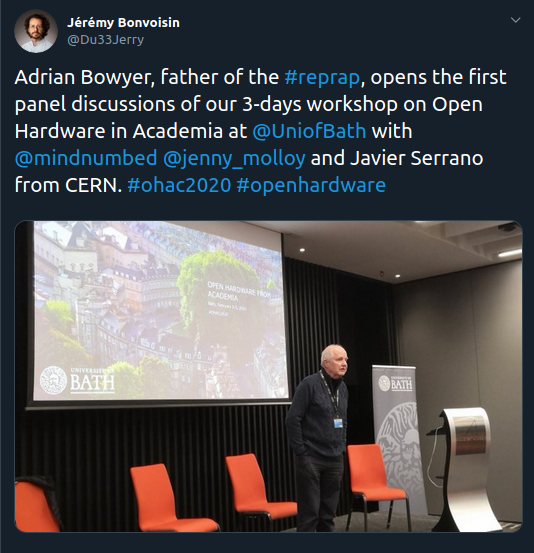 Jérémy Bonvoisin
@Du33Jerry
Adrian Bowyer, father of the #reprap, opens the first
panel discussions of our 3-days workshop on Open
Hardware in Academia at @UniofBath with
@mindnumbed @jenny_molloy and Javier Serrano
from CERN. #ohac2020 #openhardware
OPEN HARDWARE FROM
ACADEMIA
UNIVERSITY OF
BATH
BATH